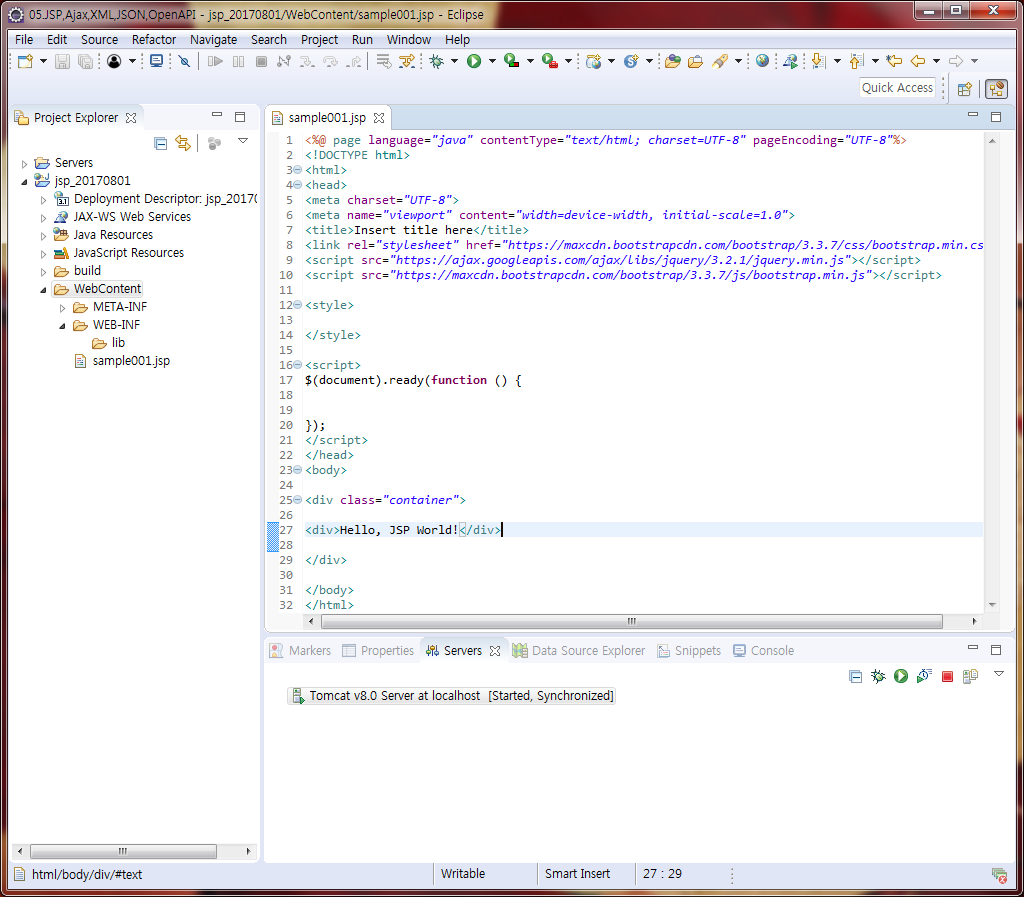 05.JSP,Ajax,XML,JSON,OpenAPI - jsp_20170801/WebContent/sample001.jsp - Eclipse
File Edit Source Refactor Navigate Search Project Run Window Help
Quick Access
Project Explorer
Servers
jsp_20170801
Deployment Descriptor: jsp_20170
JAX-WS Web Services
Java Resources
JavaScript Resources
build
WebContent
META-INF
WEB-INF
lib
sample001.jsp
sample001.jsp
1 <%@ page language="java" contentType="text/html; charset=UTF-8" pageEncoding="UTF-8"%>
2 <!DOCTYPE html>
3 <html>
4 <head>
5 <meta charset="UTF-8">
6 <meta name="viewport" content="width=device-width, initial-scale=1.0">
7 <title>Insert title here</title>
8 <link rel="stylesheet" href="https://maxcdn.bootstrapcdn.com/bootstrap/3.3.7/css/bootstrap.min.cs
9 <script src="https://ajax.googleapis.com/ajax/libs/jquery/3.2.1/jquery.min.js"></script>
10 <script src="https://maxcdn.bootstrapcdn.com/bootstrap/3.3.7/js/bootstrap.min.js"></script>
11
12 <style>
13
14 </style>
15
16 <script>
17 $(document).ready(function () {
18
19
20 });
21 </script>
22 </head>
23 <body>
24
25 <div class="container">
26
27 <div>Hello, JSP World!</div>
28
29 </div>
30
31 </body>
32 </html>
Markers Properties Servers Data Source Explorer Snippets Console
Tomcat v8.0 Server at localhost [Started, Synchronized]
html/body/div/#text Writable Smart Insert 27 : 29